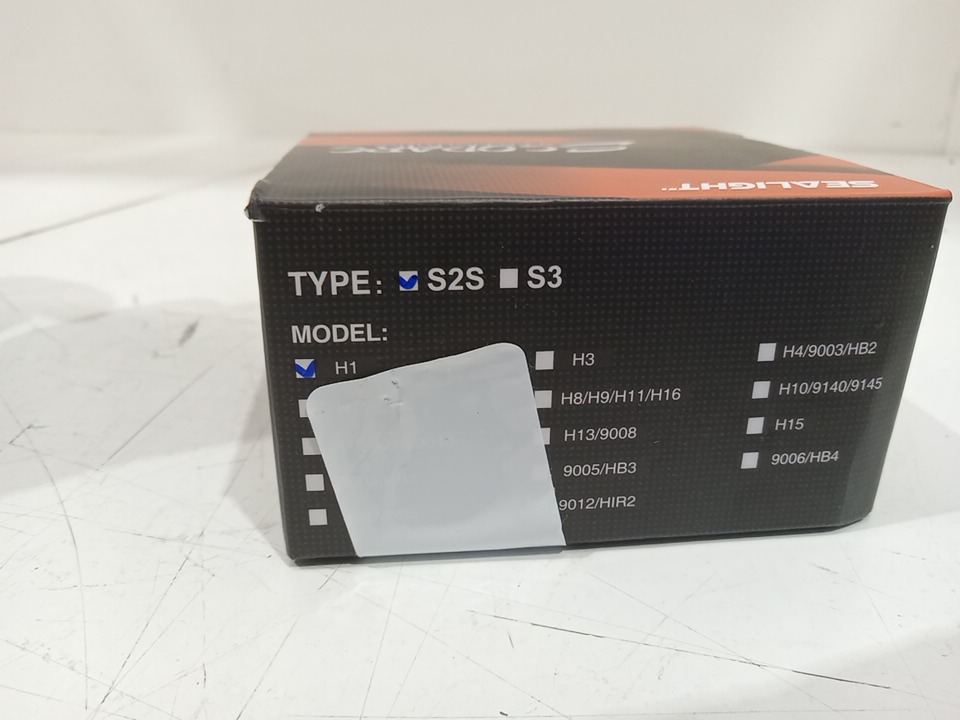 SCOPARC
SEALIGHT
TYPE: S2S S3
MODEL:
H1 H3 H4/9003/HB2
H8/H9/H11/H16 H10/9140/9145
H13/9008 H15
9005/HB3 9006/HB4
9012/HIR2